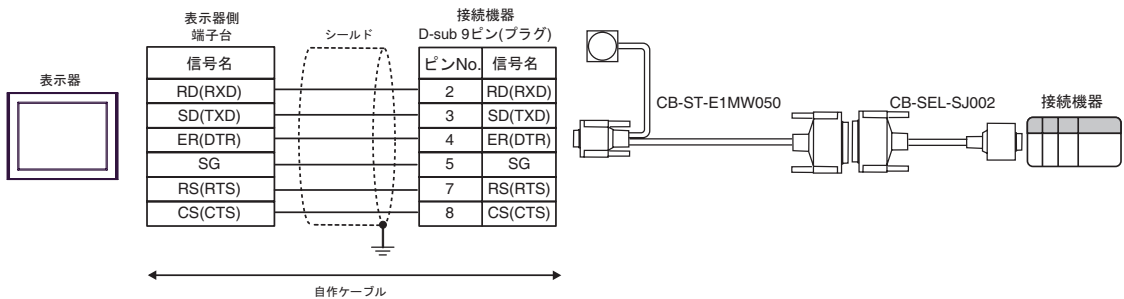 表示器
表示器側
端子台
シールド
接続機器
D-sub 9ピン(プラグ)
信号名
ピンNo. 信号名
RD(RXD) 2 RD(RXD)
SD(TXD) 3 SD(TXD)
ER(DTR) 4 ER(DTR)
SG 5 SG
RS(RTS) 7 RS(RTS)
CS(CTS) 8 CS(CTS)
自作ケーブル
CB-ST-E1MW050
CB-SEL-SJ002
接続機器